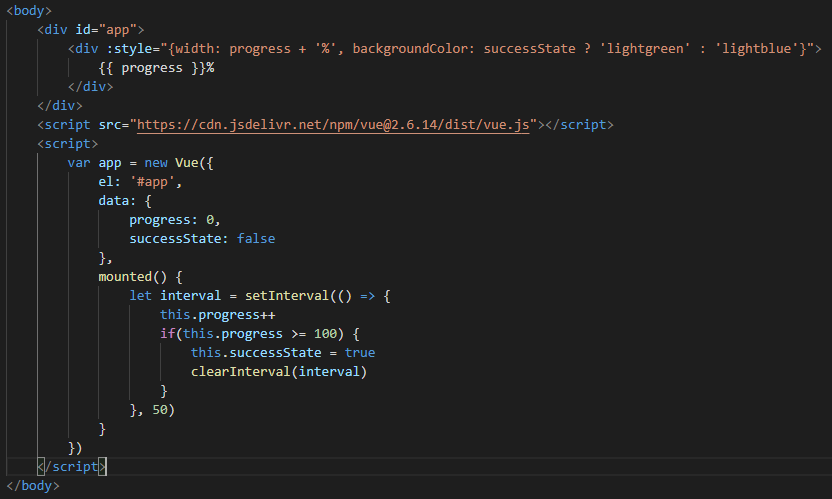 <body>
    <div id="app">
        <div :style="{width: progress + '%', backgroundColor: successState ? 'lightgreen' : 'lightblue'}">
            {{ progress }}%
        </div>
    </div>
    <script src="https://cdn.jsdelivr.net/npm/vue@2.6.14/dist/vue.js"></script>
    <script>
        var app = new Vue({
            el: '#app',
            data: {
                progress: 0,
                successState: false
            },
            mounted() {
                let interval = setInterval(() => {
                    this.progress++
                    if(this.progress >= 100) {
                        this.successState = true
                        clearInterval(interval)
                    }
                }, 50)
            }
        })
    </script>
</body>